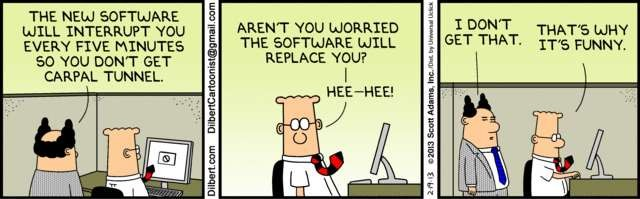 THE NEW SOFTWARE
WILL INTERRUPT YOU
EVERY FIVE MINUTES
SO YOU DON'T GET
CARPAL TUNNEL.
Dilbert.com DilbertCartoonist@gmail.com
AREN'T YOU WORRIED
THE SOFTWARE WILL
REPLACE YOU?
HEE-HEE!
2-19-13 ©2013 Scott Adams, Inc. /Dist. by Universal Uclick
I DON'T
GET THAT.
THAT'S WHY
IT'S FUNNY.